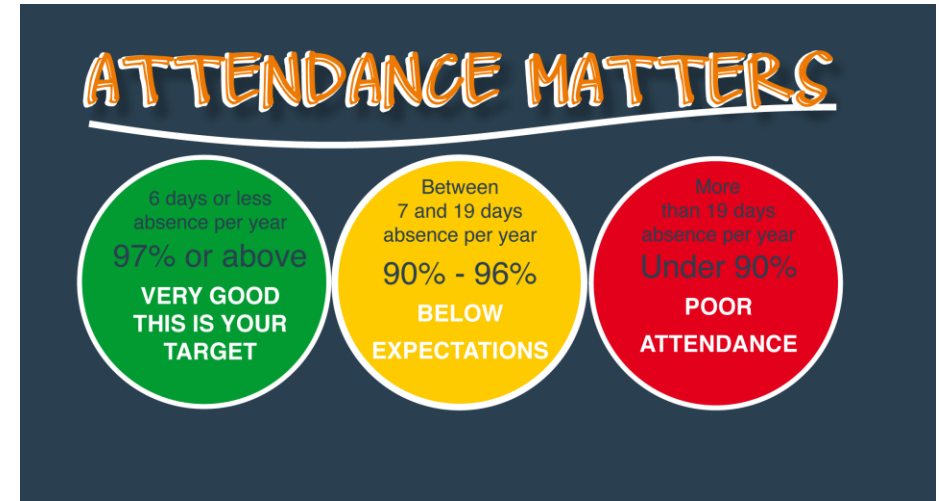 ATTENDANCE MATTERS
6 days or less
absence per year
97% or above
VERY GOOD
THIS IS YOUR
TARGET
Between
7 and 19 days
absence per year
90% - 96%
BELOW
EXPECTATIONS
More
than 19 days
absence per year
Under 90%
POOR
ATTENDANCE